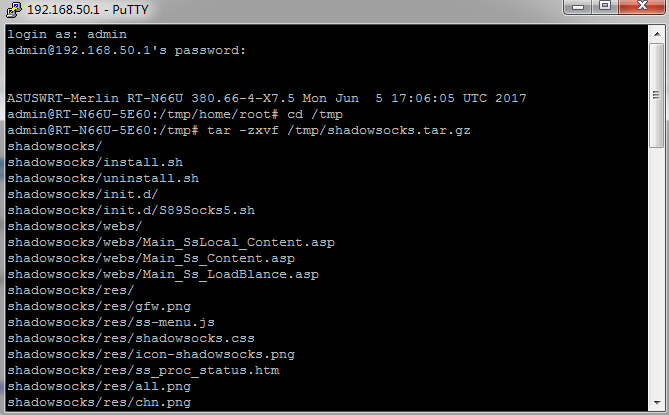 192.168.50.1 - PuTTY
login as: admin
admin@192.168.50.1's password:
ASUSWRT-Merlin RT-N66U 380.66-4-X7.5 Mon Jun  5 17:06:05 UTC 2017
admin@RT-N66U-5E60:/tmp/home/root# cd /tmp
admin@RT-N66U-5E60:/tmp# tar -zxvf /tmp/shadowsocks.tar.gz
shadowsocks/
shadowsocks/install.sh
shadowsocks/uninstall.sh
shadowsocks/init.d/
shadowsocks/init.d/S89Socks5.sh
shadowsocks/webs/
shadowsocks/webs/Main_SsLocal_Content.asp
shadowsocks/webs/Main_Ss_Content.asp
shadowsocks/webs/Main_Ss_LoadBlance.asp
shadowsocks/res/
shadowsocks/res/gfw.png
shadowsocks/res/ss-menu.js
shadowsocks/res/shadowsocks.css
shadowsocks/res/icon-shadowsocks.png
shadowsocks/res/ss_proc_status.htm
shadowsocks/res/all.png
shadowsocks/res/chn.png